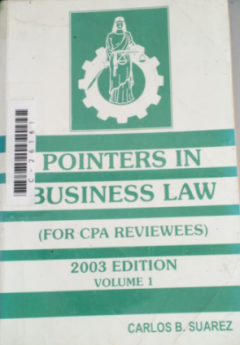 POINTERS IN
BUSINESS LAW
(FOR CPA REVIEWEES)
2003 EDITION
VOLUME 1
CARLOS B. SUAREZ